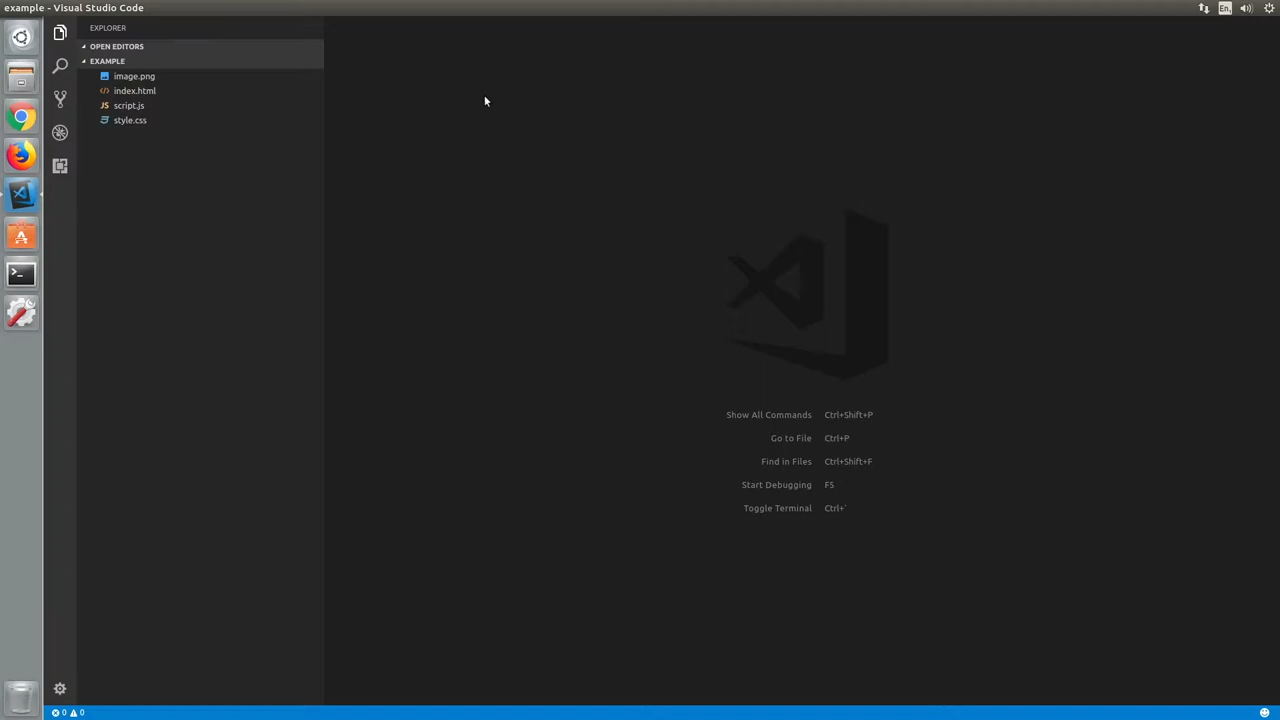 example - Visual Studio Code
En
EXPLORER
OPEN EDITORS
EXAMPLE
image.png
index.html
JS script.js
style.css
Show All Commands Ctrl+Shift+P
Go to File Ctrl+P
Find in Files Ctrl+Shift+F
Start Debugging F5
Toggle Terminal Ctrl+`
0 0